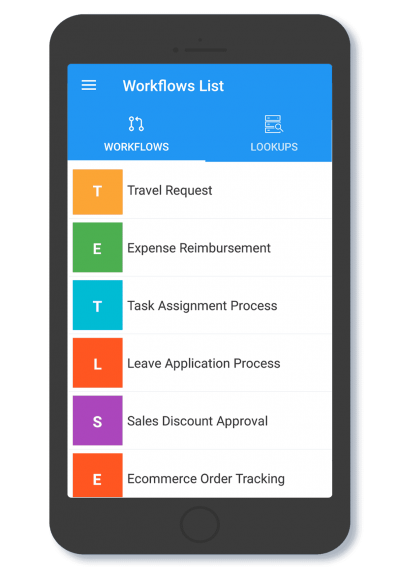 Workflows List
WORKFLOWS
LOOKUPS
T
Travel Request
E
Expense Reimbursement
T
Task Assignment Process
L
Leave Application Process
S
Sales Discount Approval
E
Ecommerce Order Tracking